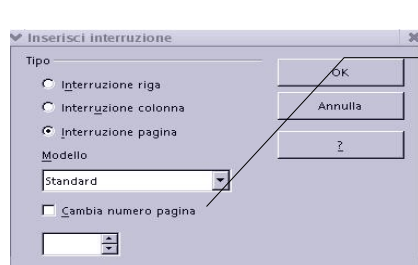 Inserisci interruzione
Tipo
Interruzione riga
Interruzione colonna
Interruzione pagina
Modello
Standard
Cambia numero pagina
OK
Annulla
?